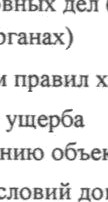 овных дел (
рганах)
и правил х
ущерба
нию объек
словий до